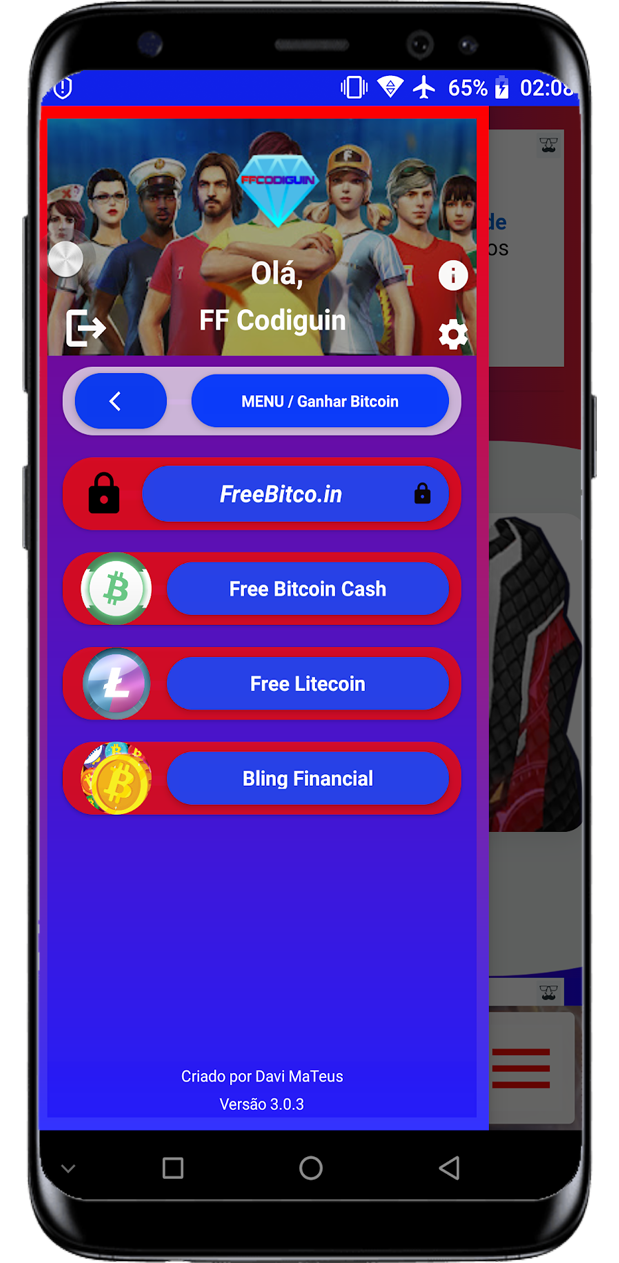 65% 02:08
FFCODIGUIN
de
os
Olá,
FF Codiguin
MENU / Ganhar Bitcoin
FreeBitco.in
Free Bitcoin Cash
Free Litecoin
Bling Financial
Criado por Davi MaTeus
Versão 3.0.3